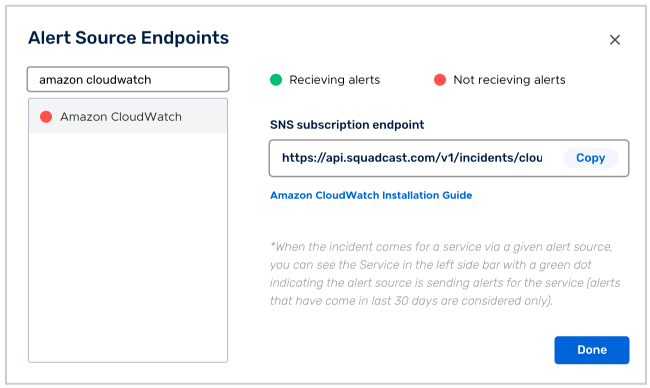 Alert Source Endpoints
amazon cloudwatch
Recieving alerts
Not recieving alerts
Amazon CloudWatch
SNS subscription endpoint
https://api.squadcast.com/v1/incidents/clou
Copy
Amazon CloudWatch Installation Guide
*When the incident comes for a service via a given alert source,
you can see the Service in the left side bar with a green dot
indicating the alert source is sending alerts for the service (alerts
that have come in last 30 days are considered only).
Done